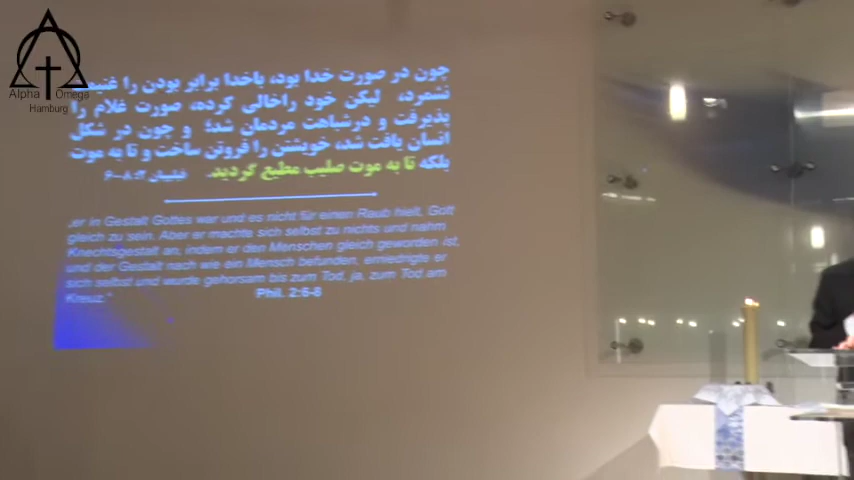 Alpha Omega
Hamburg
چون در صورت خدا بود، باخدا برابر بودن را غنیمت
نشمرد، لیکن خود راخالی کرده، صورت غلام را
پذیرفت و درشباهت مردمان شد؛ و چون در شکل
انسان یافت شد، خویشتن را فروتن ساخت و تا به موت
بلکه تا به موت صلیب مطیع گردید. فیلیپیان ۲:۸-۶
„er in Gestalt Gottes war und es nicht für einen Raub hielt, Gott
gleich zu sein. Aber er machte sich selbst zu nichts und nahm
Knechtsgestalt an, indem er den Menschen gleich geworden ist,
und der Gestalt nach wie ein Mensch befunden, erniedrigte er
sich selbst und wurde gehorsam bis zum Tod, ja, zum Tod am
Kreuz." Phil. 2:6-8